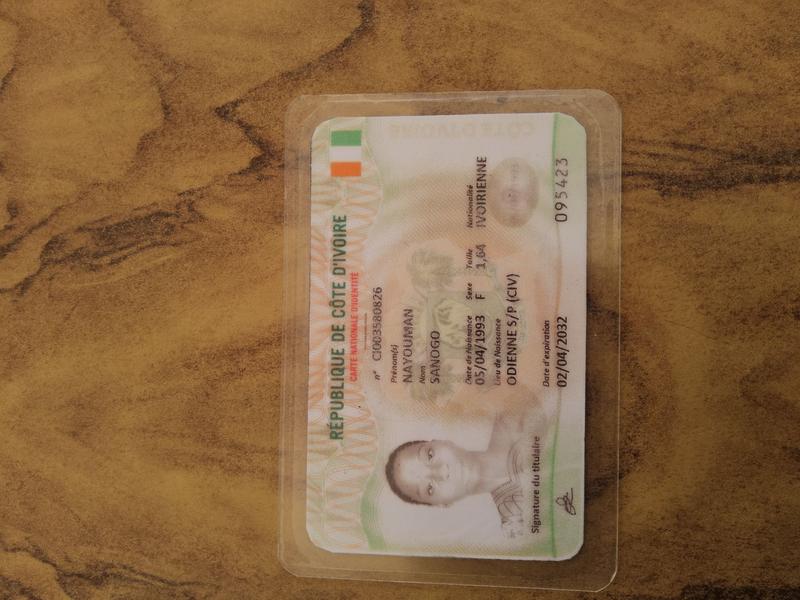 RÉPUBLIQUE DE CÔTE D'IVOIRE
CARTE NATIONALE D'IDENTITÉ
n° CI003580826
Prénom(s)
NAYOUMAN
Nom
SANOGO
Date de Naissance Sexe Taille Nationalité
05/04/1993 F 1,64 IVOIRIENNE
Lieu de Naissance
ODIENNE S/P (CIV)
Date d'expiration
02/04/2032
095423
Signature du titulaire
CÔTE D'IVOIRE